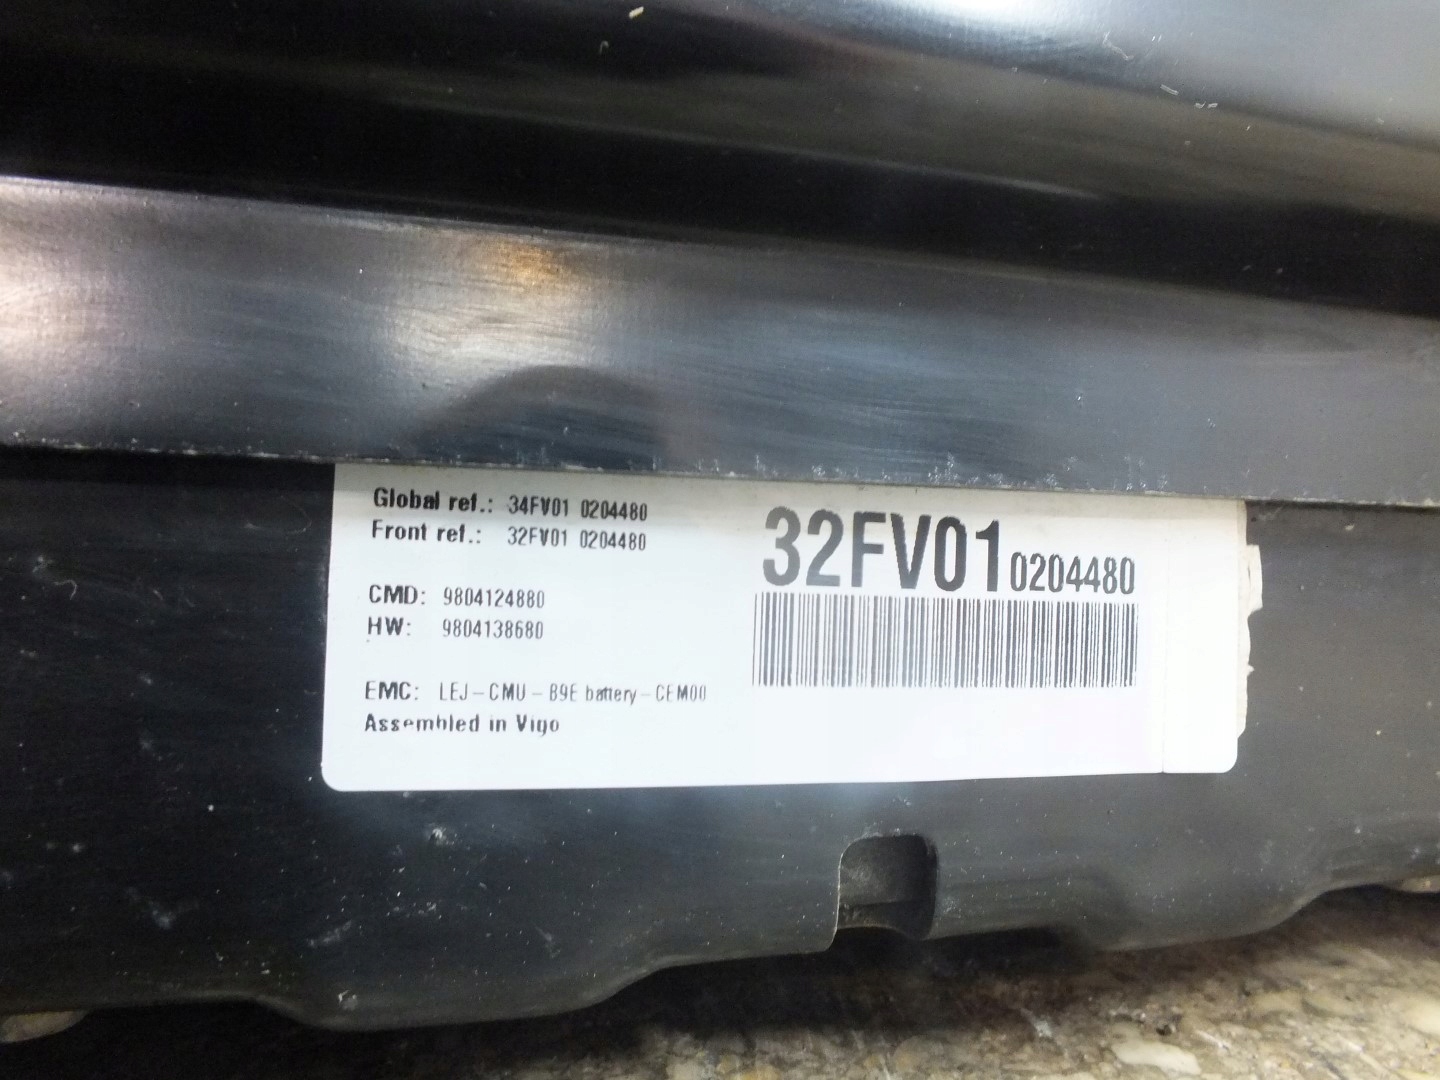 Global ref.: 34FV01 0204480
Front ref.: 32FV01 0204480
CMD: 9804124880
HW: 9804138680
EMC: LEJ-CMU-B9E battery-CEM00
Assembled in Vigo
32FV01 0204480